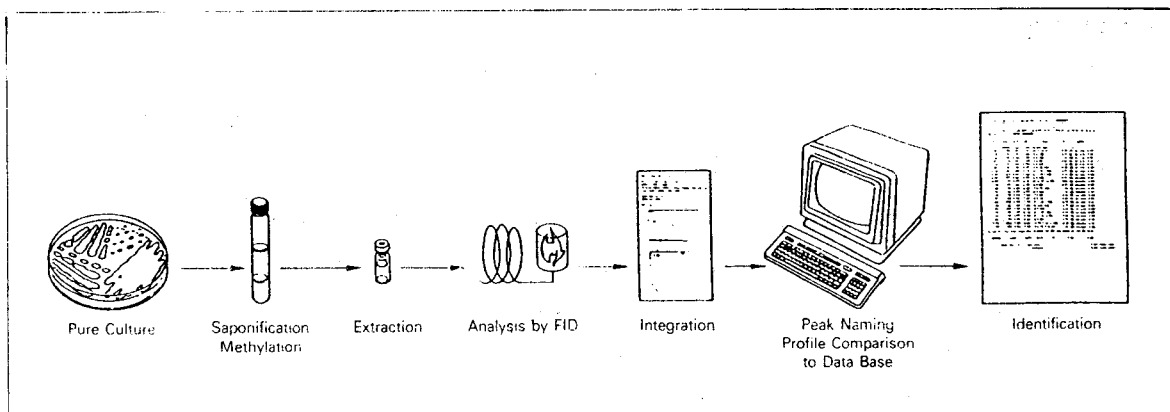 Pure Culture
Saponification
Methylation
Extraction
Analysis by FID
Integration
Peak Naming
Profile Comparison
to Data Base
Identification